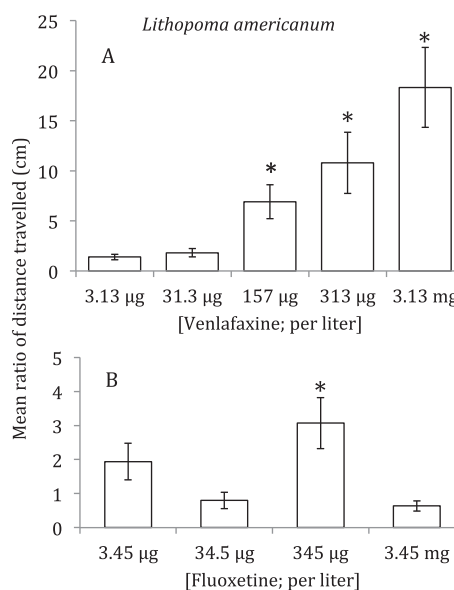 Lithopoma americanum
A
Mean ratio of distance travelled (cm)
25
20
15
10
5
0
*
*
*
3.13 µg 31.3 µg 157 µg 313 µg 3.13 mg
[Venlafaxine; per liter]
B
5
4
3
2
1
0
*
3.45 µg 34.5 µg 345 µg 3.45 mg
[Fluoxetine; per liter]